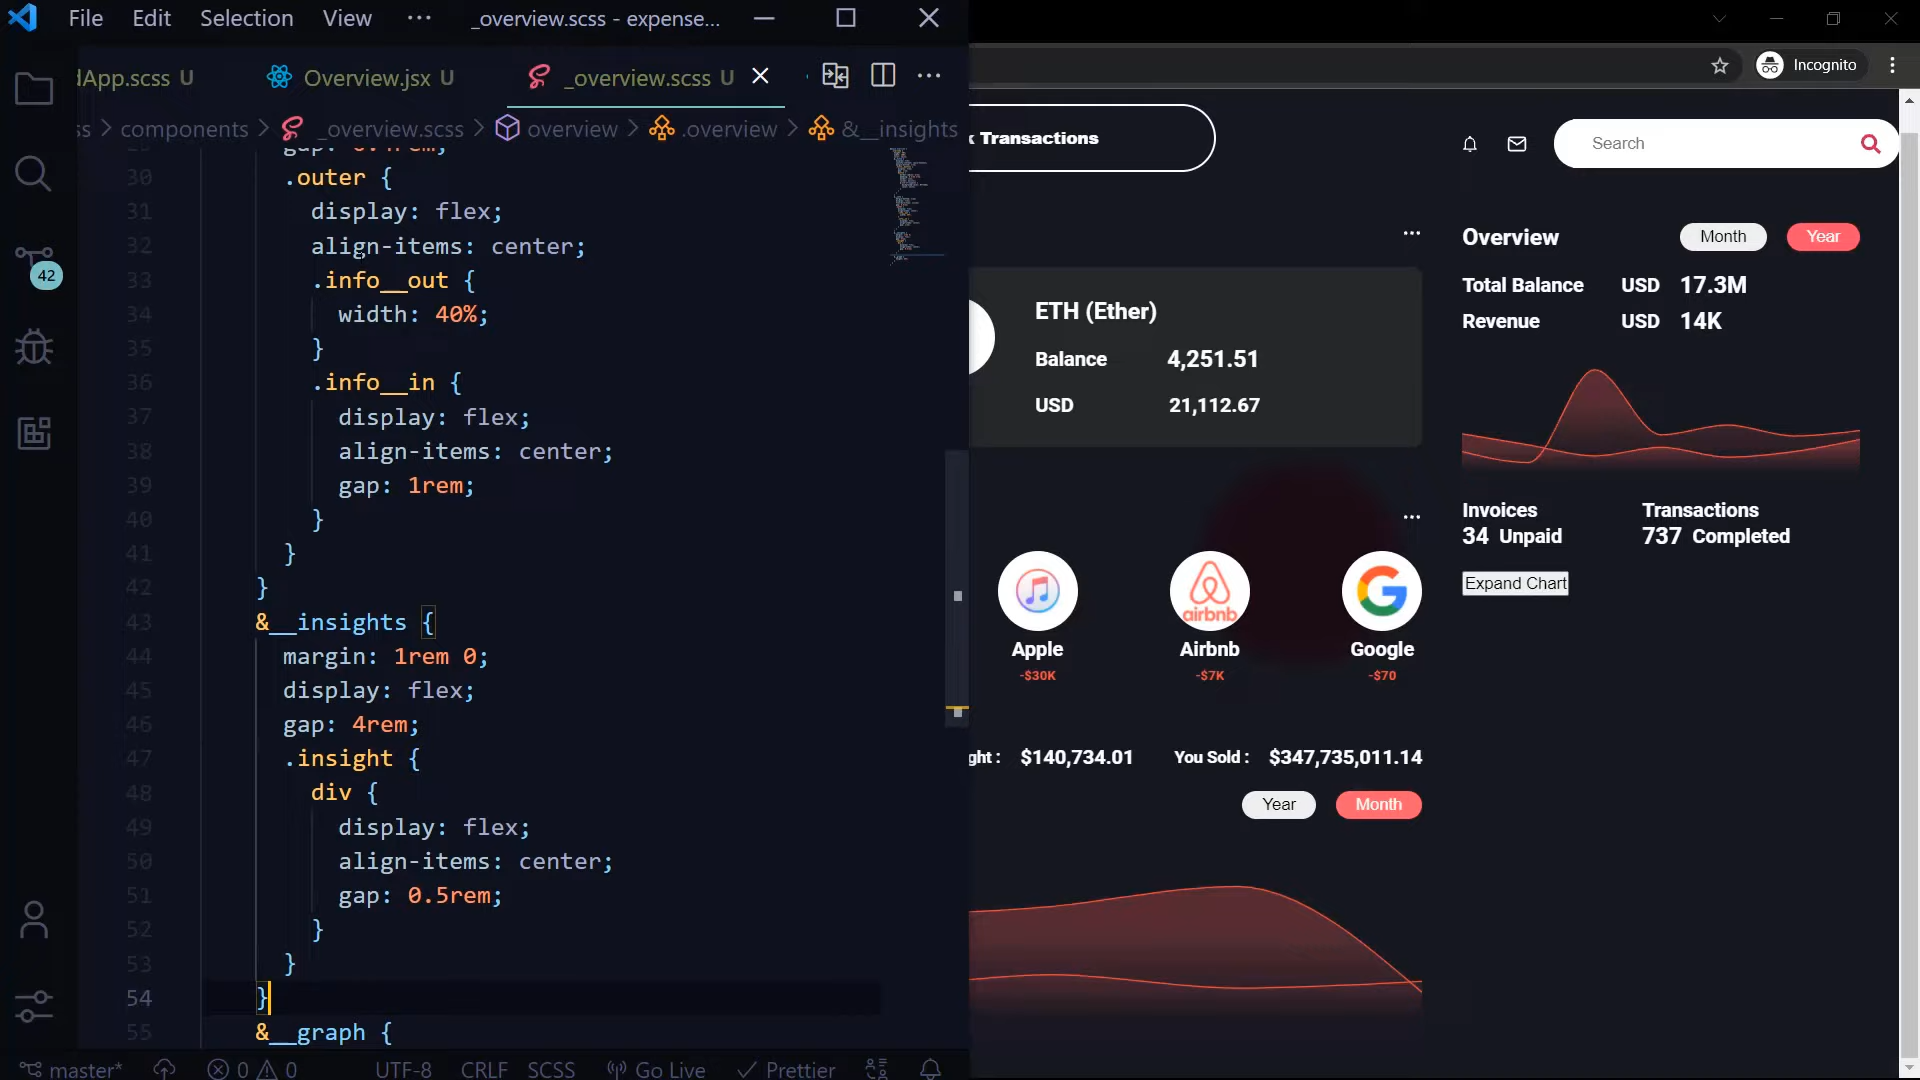 File Edit Selection View ··· _overview.scss - expense...
dApp.scss U Overview.jsx U _overview.scss U
ss > components > _overview.scss > overview > .overview > &__insights
30 .outer {
31 display: flex;
32 align-items: center;
33 .info__out {
34 width: 40%;
35 }
36 .info__in {
37 display: flex;
38 align-items: center;
39 gap: 1rem;
40 }
41 }
42 }
43 &__insights {
44 margin: 1rem 0;
45 display: flex;
46 gap: 4rem;
47 .insight {
48 div {
49 display: flex;
50 align-items: center;
51 gap: 0.5rem;
52 }
53 }
54 }
55 &__graph {
42
master* 0 0 UTF-8 CRLF SCSS Go Live Prettier
Incognito
Transactions
Search
Overview Month Year
Total Balance USD 17.3M
Revenue USD 14K
ETH (Ether)
Balance 4,251.51
USD 21,112.67
Invoices Transactions
34 Unpaid 737 Completed
Expand Chart
airbnb
Apple Airbnb Google
-$30K -$7K -$70
ght : $140,734.01 You Sold : $347,735,011.14
Year Month